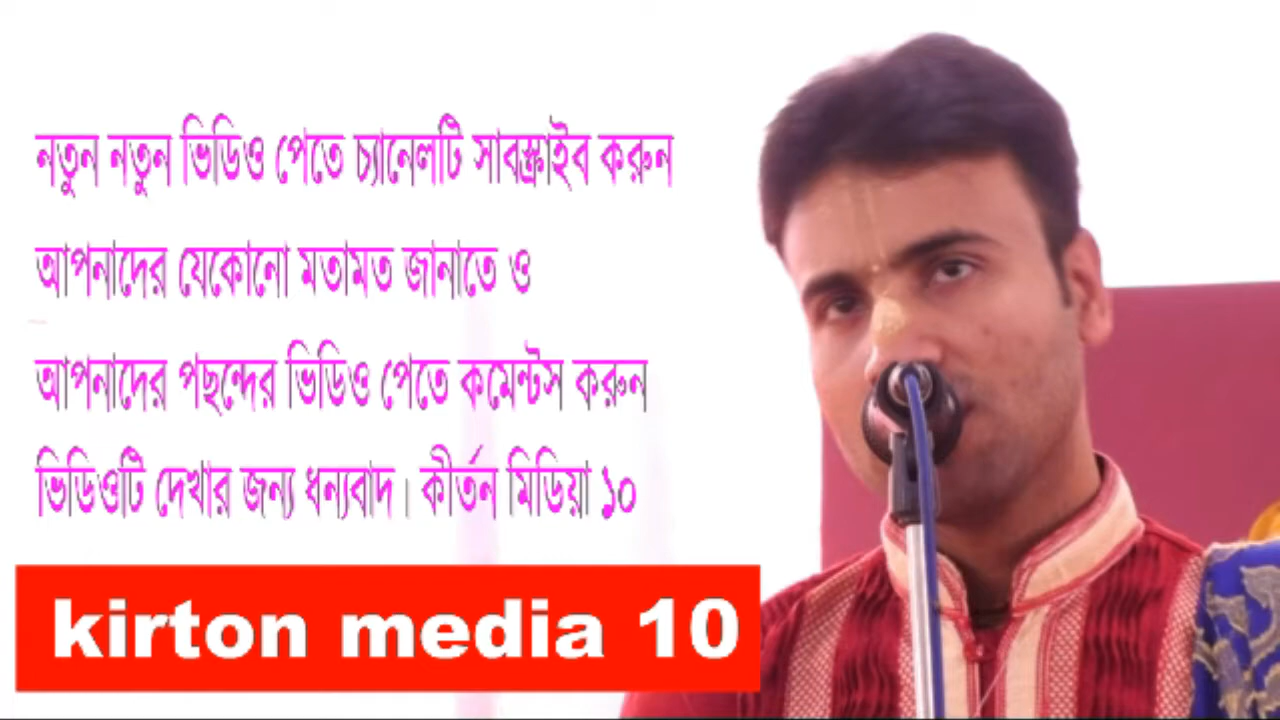 নতুন নতুন ভিডিও পেতে চ্যানেলটি সাবস্ক্রাইব করুন
আপনাদের যেকোনো মতামত জানাতে ও
আপনাদের পছন্দের ভিডিও পেতে কমেন্টস করুন
ভিডিওটি দেখার জন্য ধন্যবাদ। কীর্তন মিডিয়া ১০
kirton media 10